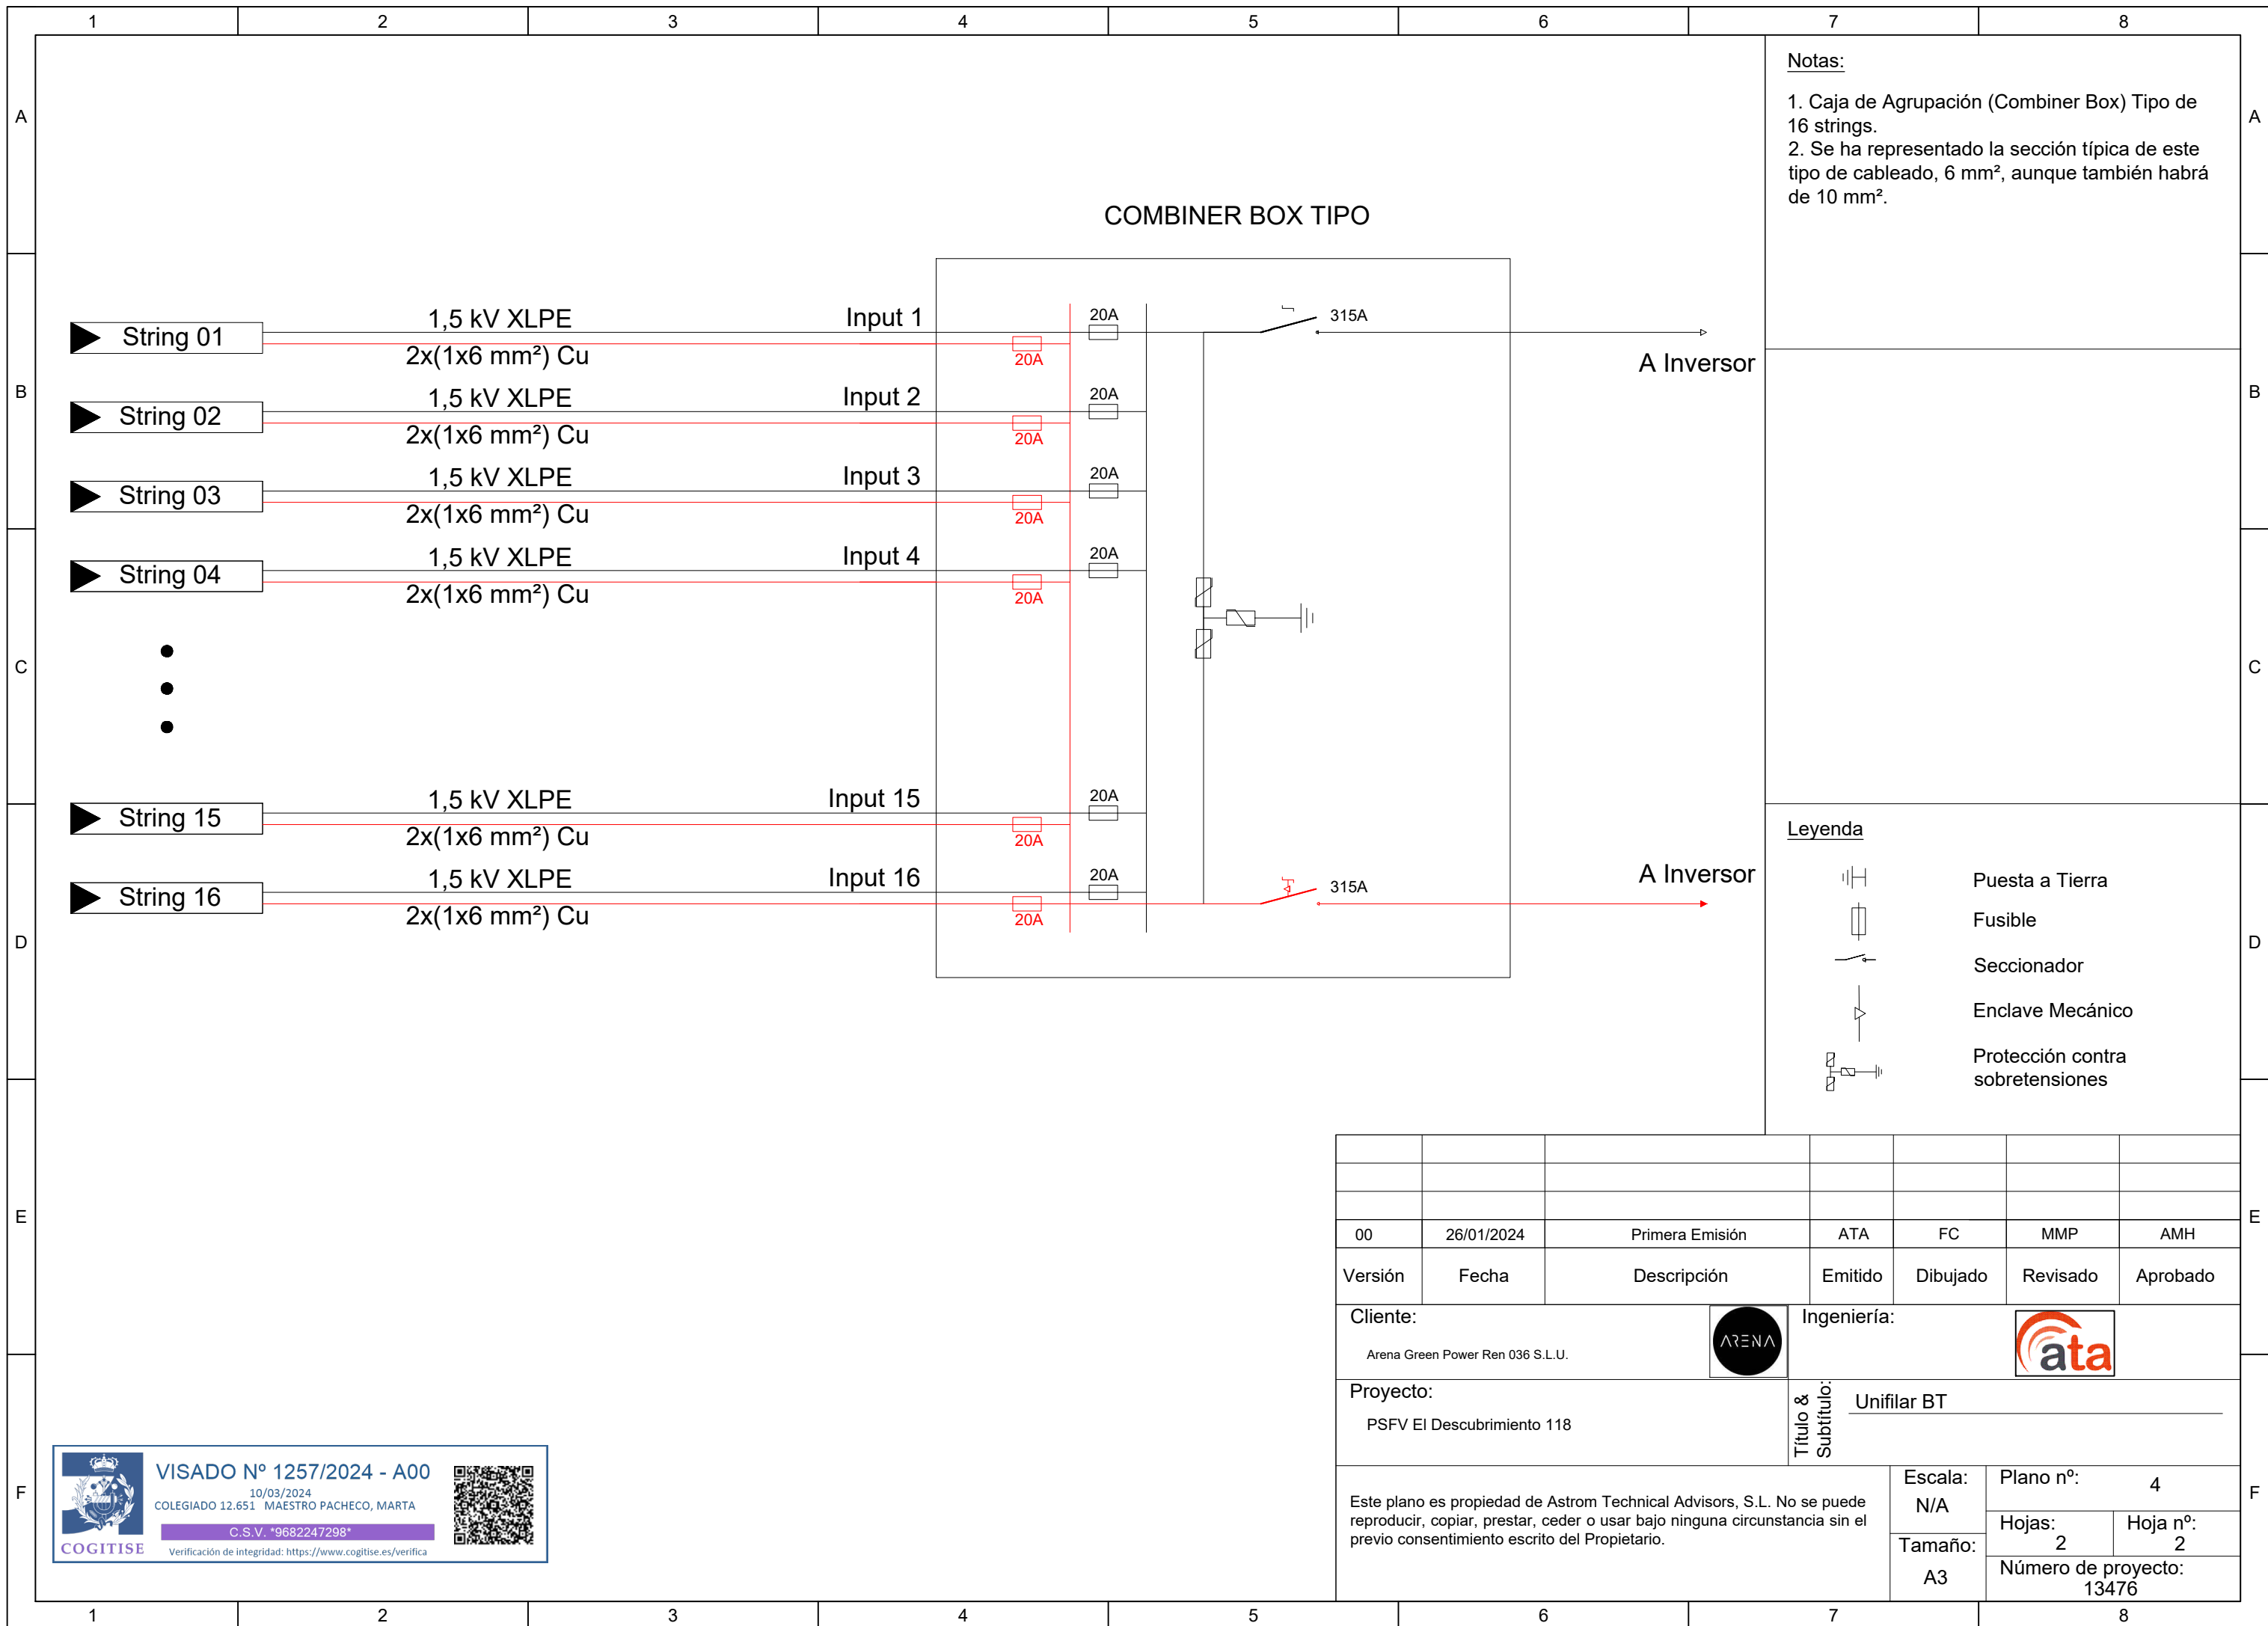 1 2 3 4 5 6 7 8
A A
B B
C C
D D
E E
F F
Notas:
1. Caja de Agrupación (Combiner Box) Tipo de
16 strings.
2. Se ha representado la sección típica de este
tipo de cableado, 6 mm², aunque también habrá
de 10 mm².
COMBINER BOX TIPO
String 01 1,5 kV XLPE Input 1 20A 315A
2x(1x6 mm²) Cu 20A A Inversor
String 02 1,5 kV XLPE Input 2 20A
2x(1x6 mm²) Cu 20A
String 03 1,5 kV XLPE Input 3 20A
2x(1x6 mm²) Cu 20A
String 04 1,5 kV XLPE Input 4 20A
2x(1x6 mm²) Cu 20A
String 15 1,5 kV XLPE Input 15 20A
2x(1x6 mm²) Cu 20A
String 16 1,5 kV XLPE Input 16 20A 315A A Inversor
2x(1x6 mm²) Cu 20A
Leyenda
Puesta a Tierra
Fusible
Seccionador
Enclave Mecánico
Protección contra
sobretensiones
00 26/01/2024 Primera Emisión ATA FC MMP AMH
Versión Fecha Descripción Emitido Dibujado Revisado Aprobado
Cliente:
Arena Green Power Ren 036 S.L.U.
ARENA
Ingeniería:
ata
Proyecto:
PSFV El Descubrimiento 118
Título &
Subtítulo:
Unifilar BT
Este plano es propiedad de Astrom Technical Advisors, S.L. No se puede
reproducir, copiar, prestar, ceder o usar bajo ninguna circunstancia sin el
previo consentimiento escrito del Propietario.
Escala:
N/A
Tamaño:
A3
Plano nº: 4
Hojas:
2
Hoja nº:
2
Número de proyecto:
13476
COGITISE
VISADO Nº 1257/2024 - A00
10/03/2024
COLEGIADO 12.651 MAESTRO PACHECO, MARTA
C.S.V. *9682247298*
Verificación de integridad: https://www.cogitise.es/verifica
1 2 3 4 5 6 7 8